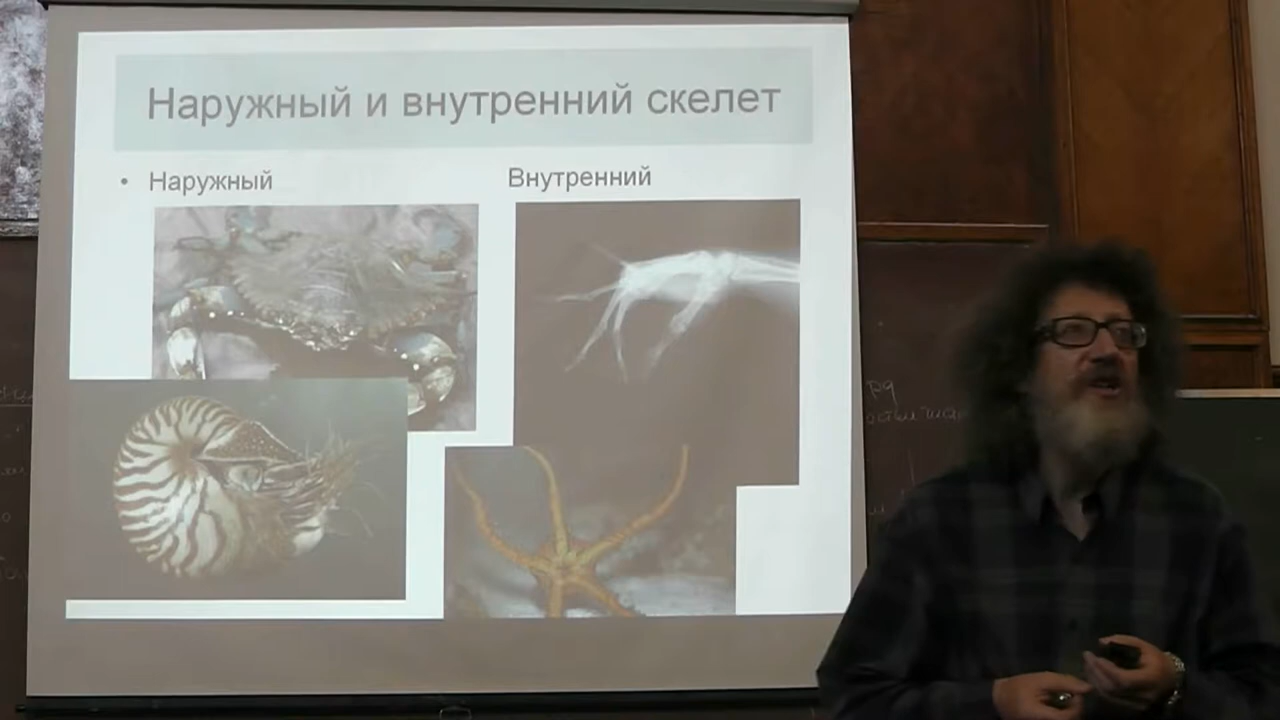 Наружный и внутренний скелет
• Наружный
Внутренний